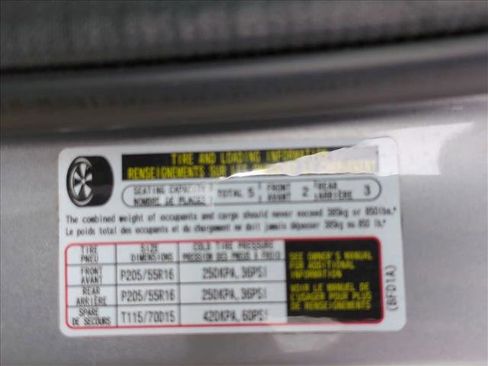 TIRE AND LOADING INFORMATION
RENSEIGNEMENTS SUR LES
SEATING CAPACITY TOTAL 5 FRONT 2 REAR 3
NOMBRE DE PLACES AVANT ARRIÈRE
The combined weight of occupants and cargo should never exceed 385kg or 850lbs.
Le poids total des occupants et du chargement ne doit jamais dépasser 385kg ou 850 lb.
TIRE SIZE COLD TIRE PRESSURE
PNEU DIMENSIONS PRESSION DES PNEUS A FROID
FRONT
AVANT P205/55R16 250KPA, 36PSI
REAR
ARRIÈRE P205/55R16 250KPA, 36PSI
SPARE
DE SECOURS T115/70D15 420KPA, 60PSI
SEE OWNER'S MANUAL
FOR ADDITIONAL
INFORMATION
VOIR LE MANUEL DE
L'USAGER POUR PLUS
DE RENSEIGNEMENTS
(BFD1A)